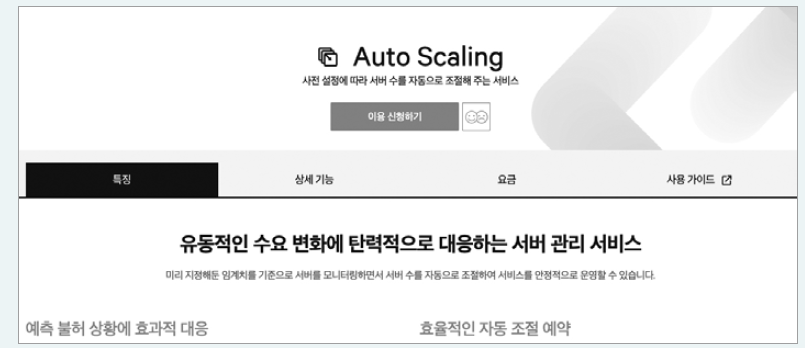 Auto Scaling
사전 설정에 따라 서버 수를 자동으로 조절해 주는 서비스
이용 신청하기
특징
상세 기능
요금
사용 가이드
유동적인 수요 변화에 탄력적으로 대응하는 서버 관리 서비스
미리 지정해둔 임계치를 기준으로 서버를 모니터링하면서 서버 수를 자동으로 조절하여 서비스를 안정적으로 운영할 수 있습니다.
예측 불허 상황에 효과적 대응
효율적인 자동 조절 예약